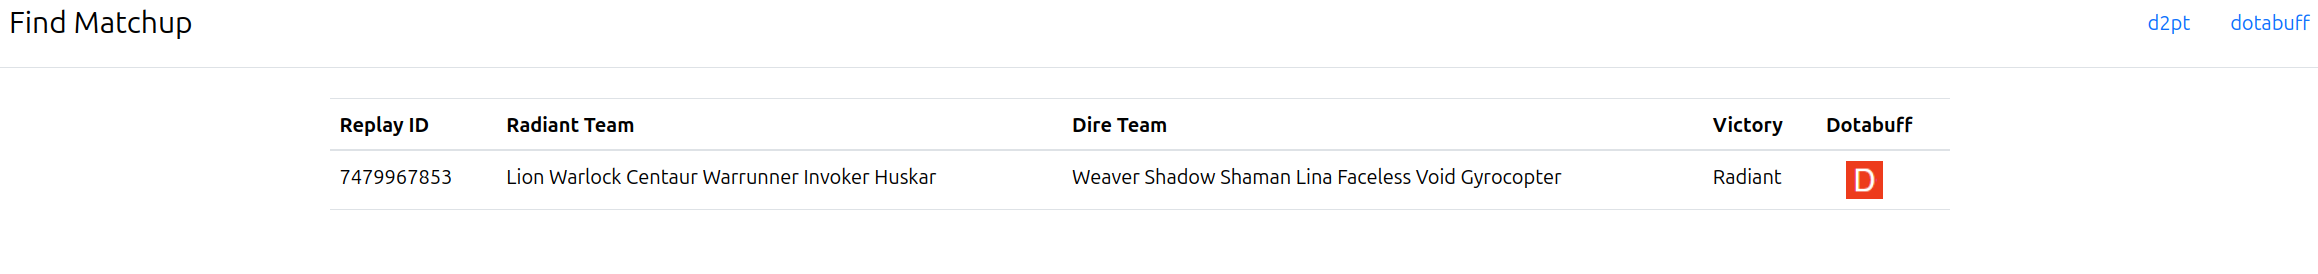 Find Matchup d2pt dotabuff
Replay ID Radiant Team Dire Team Victory Dotabuff
7479967853 Lion Warlock Centaur Warrunner Invoker Huskar Weaver Shadow Shaman Lina Faceless Void Gyrocopter Radiant D